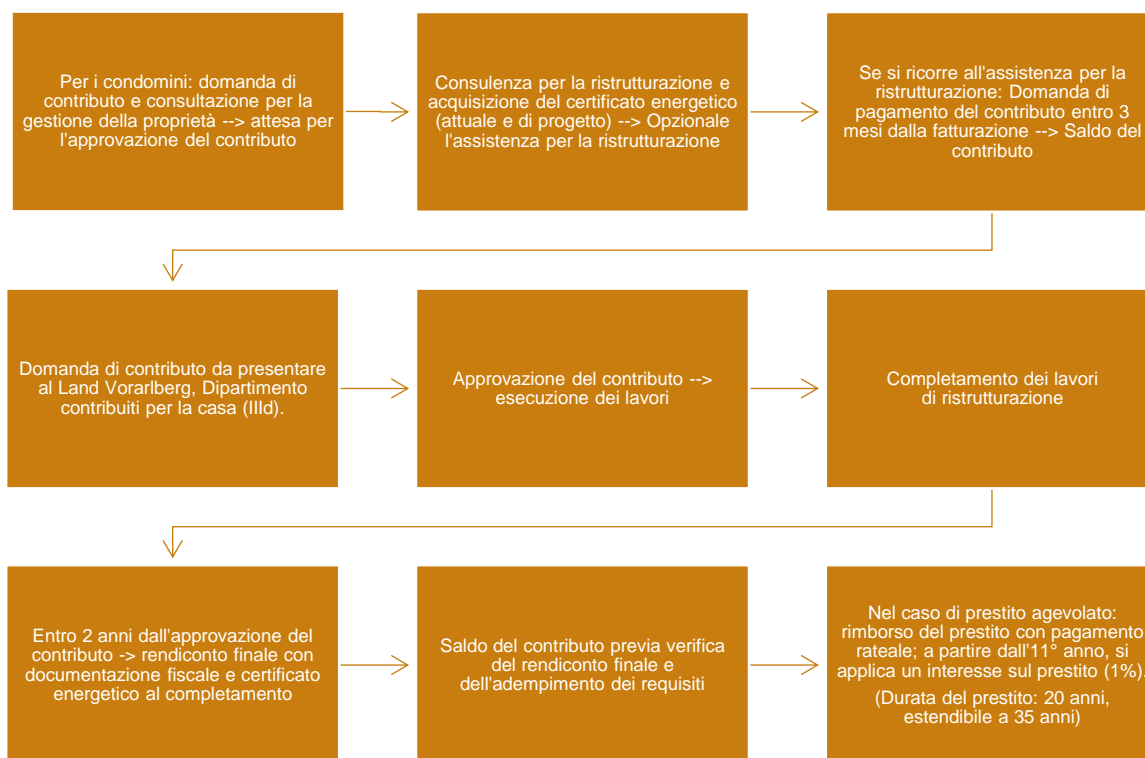 Per i condomini: domanda di
contributo e consultazione per la
gestione della proprietà --> attesa per
l'approvazione del contributo
Consulenza per la ristrutturazione e
acquisizione del certificato energetico
(attuale e di progetto) --> Opzionale
l'assistenza per la ristrutturazione
Se si ricorre all'assistenza per la
ristrutturazione: Domanda di
pagamento del contributo entro 3
mesi dalla fatturazione --> Saldo del
contributo
Domanda di contributo da presentare
al Land Vorarlberg, Dipartimento
contribuiti per la casa (IIId).
Approvazione del contributo -->
esecuzione dei lavori
Completamento dei lavori
di ristrutturazione
Entro 2 anni dall'approvazione del
contributo -> rendiconto finale con
documentazione fiscale e certificato
energetico al completamento
Saldo del contributo previa verifica
del rendiconto finale e
dell'adempimento dei requisiti
Nel caso di prestito agevolato:
rimborso del prestito con pagamento
rateale; a partire dall'11° anno, si
applica un interesse sul prestito (1%).
(Durata del prestito: 20 anni,
estendibile a 35 anni)